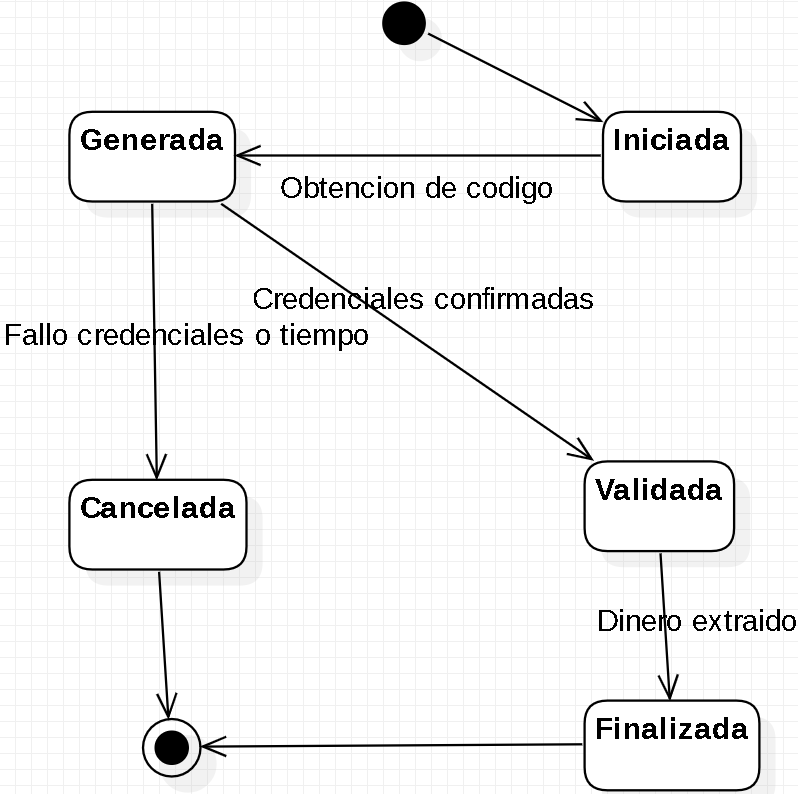 Generada
Iniciada
Obtencion de codigo
Credenciales confirmadas
Fallo credenciales o tiempo
Validada
Cancelada
Dinero extraido
Finalizada